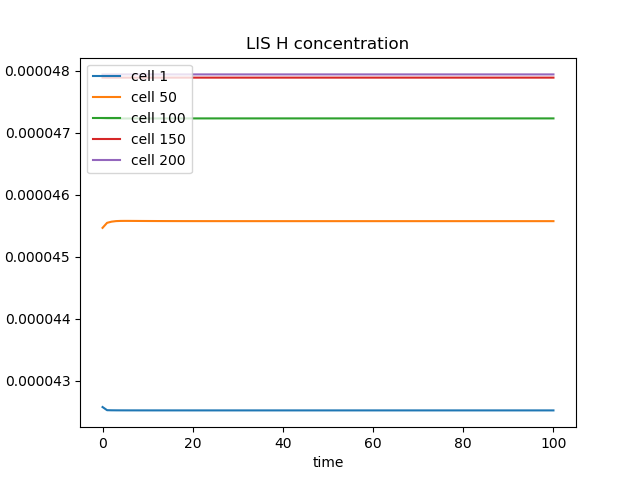 LIS H concentration
0.000048
0.000047
0.000046
0.000045
0.000044
0.000043
cell 1
cell 50
cell 100
cell 150
cell 200
0 20 40 60 80 100
time